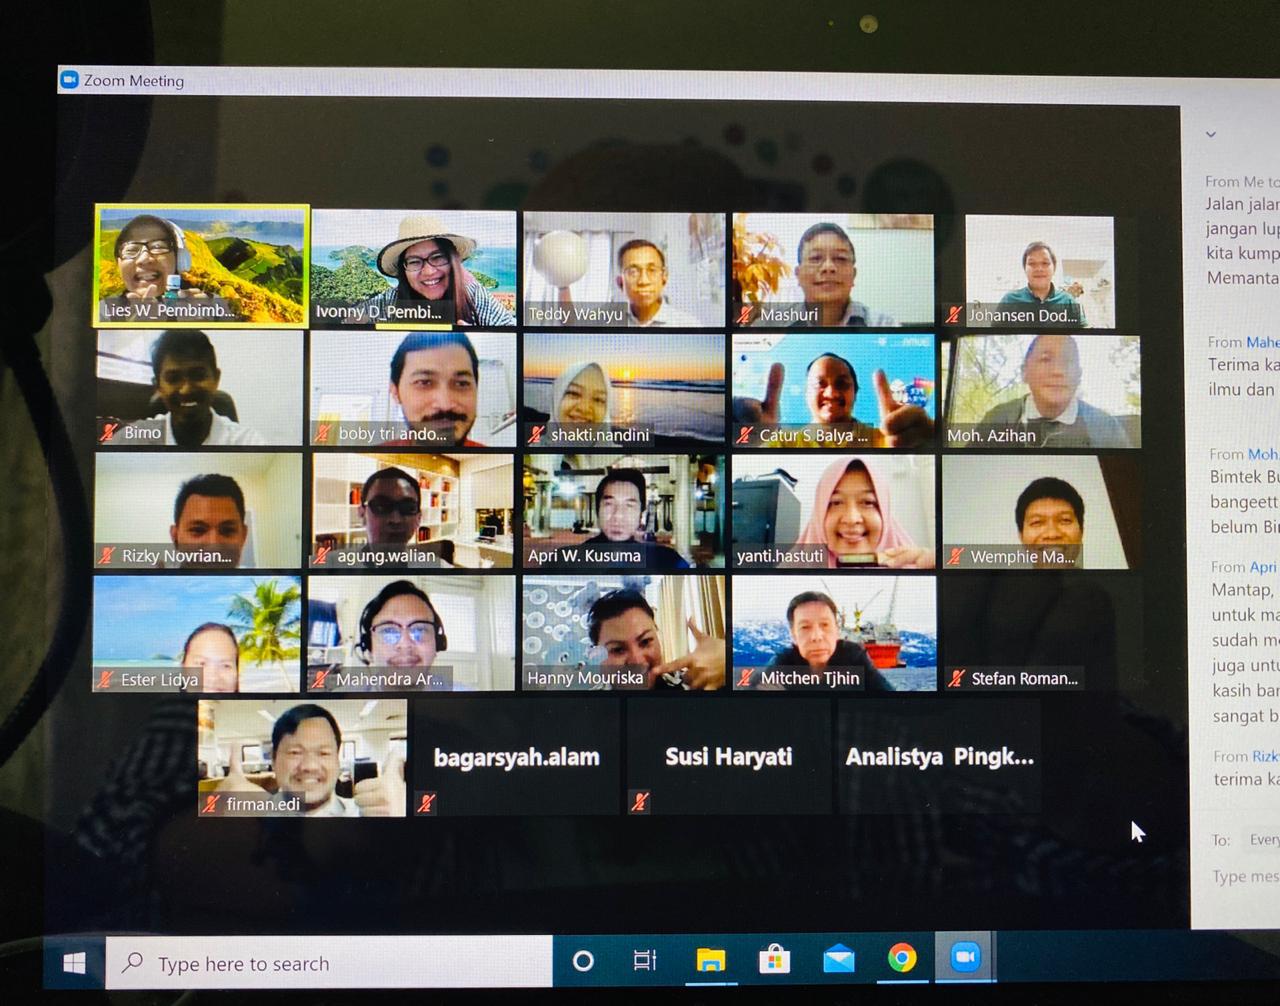 Zoom Meeting
Lies W_Pembimb...
Ivonny D_Pembi...
Teddy Wahyu
Mashuri
Johansen Dod...
Bimo
boby tri ando...
shakti.nandini
Catur S Balya ...
Moh. Azihan
Rizky Novrian...
agung.walian
Apri W. Kusuma
yanti.hastuti
Wemphie Ma...
Ester Lidya
Mahendra Ar...
Hanny Mouriska
Mitchen Tjhin
Stefan Roman...
firman.edi
bagarsyah.alam
Susi Haryati
Analistya Pingk...
From Me to
Jalan jalan
jangan lup
kita kump
Memanta
From Mahe
Terima ka
ilmu dan
From Moh.
Bimtek Bu
bangeett
belum Bi
From Apri
Mantap,
untuk ma
sudah m
juga untu
kasih ban
sangat b
From Rizk
terima ka
To: Every
Type mes
Type here to search